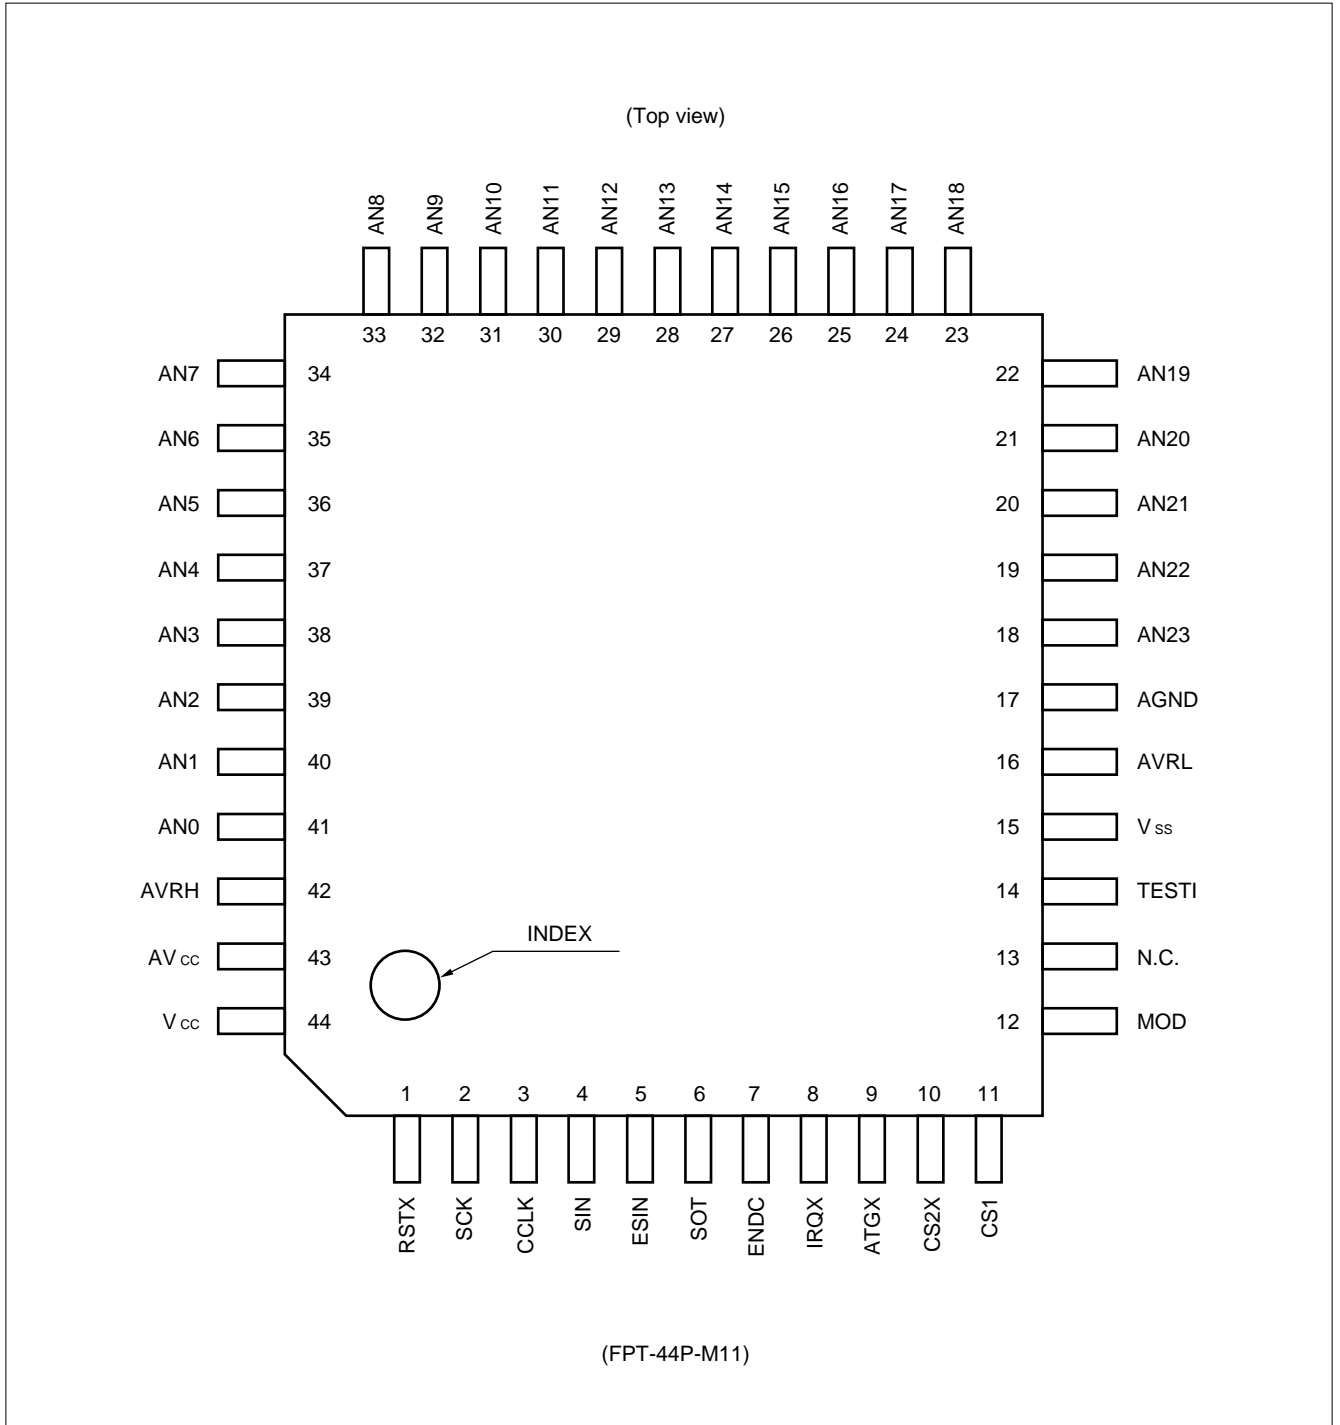 (Top view)
AN8 AN9 AN10 AN11 AN12 AN13 AN14 AN15 AN16 AN17 AN18
33 32 31 30 29 28 27 26 25 24 23
AN7 34 22 AN19
AN6 35 21 AN20
AN5 36 20 AN21
AN4 37 19 AN22
AN3 38 18 AN23
AN2 39 17 AGND
AN1 40 16 AVRL
AN0 41 15 Vss
AVRH 42 14 TESTI
INDEX
AVCC 43 13 N.C.
VCC 44 12 MOD
1 2 3 4 5 6 7 8 9 10 11
RSTX SCK CCLK SIN ESIN SOT ENDC IRQX ATGX CS2X CS1
(FPT-44P-M11)